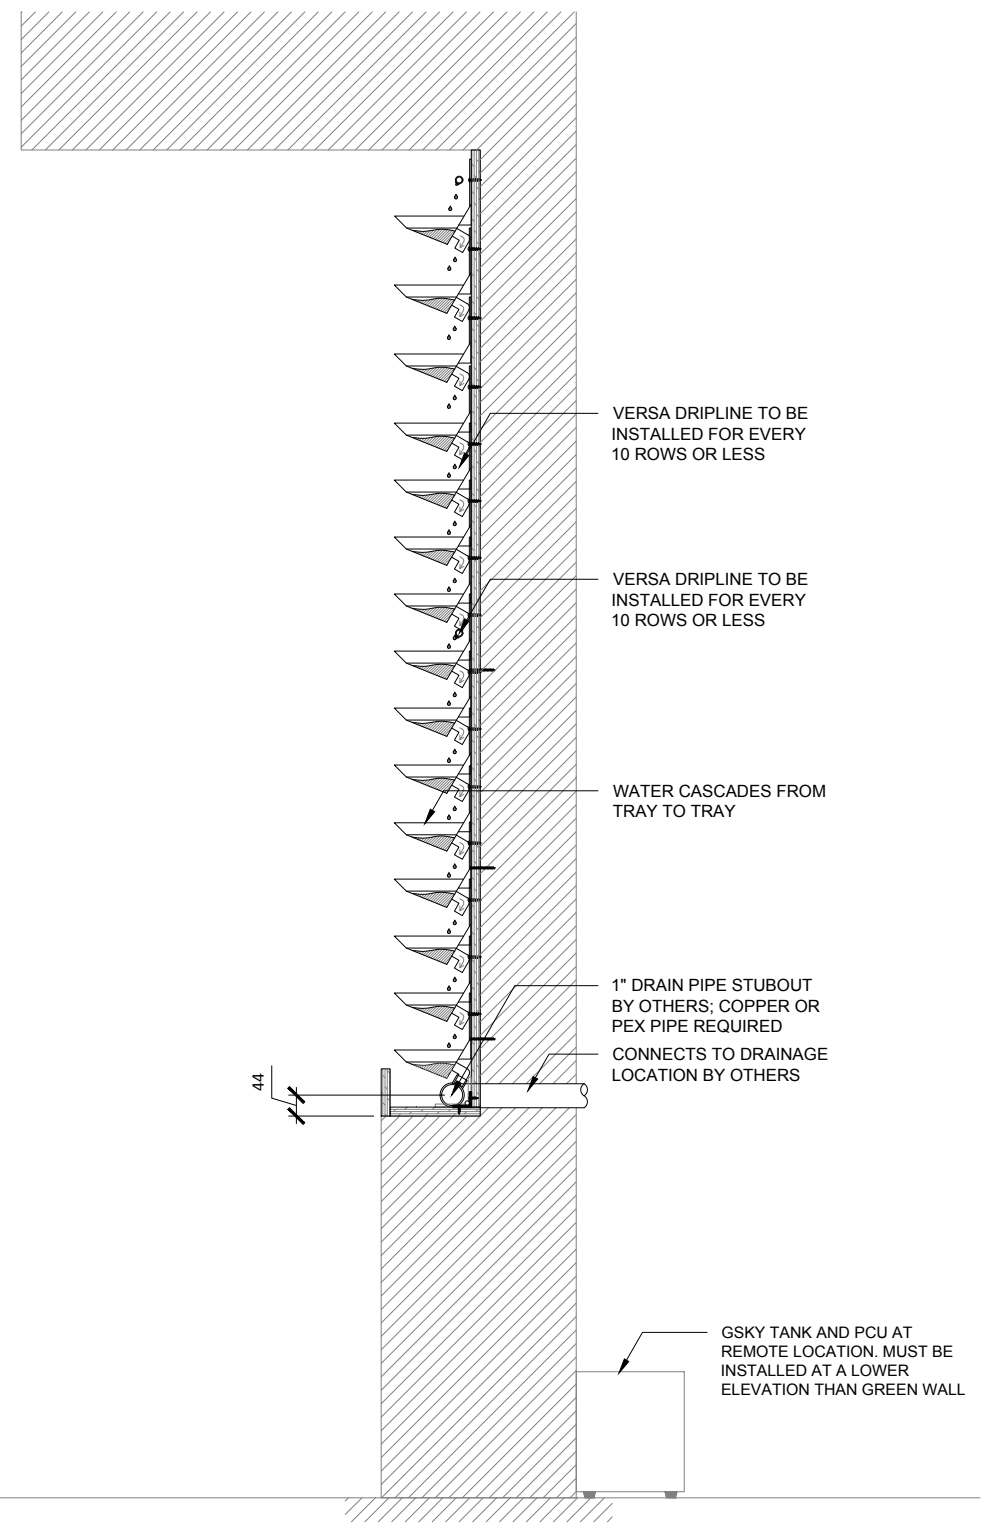 VERSA DRIPLINE TO BE
INSTALLED FOR EVERY
10 ROWS OR LESS
VERSA DRIPLINE TO BE
INSTALLED FOR EVERY
10 ROWS OR LESS
WATER CASCADES FROM
TRAY TO TRAY
1" DRAIN PIPE STUBOUT
BY OTHERS; COPPER OR
PEX PIPE REQUIRED
CONNECTS TO DRAINAGE
LOCATION BY OTHERS
44
GSKY TANK AND PCU AT
REMOTE LOCATION. MUST BE
INSTALLED AT A LOWER
ELEVATION THAN GREEN WALL